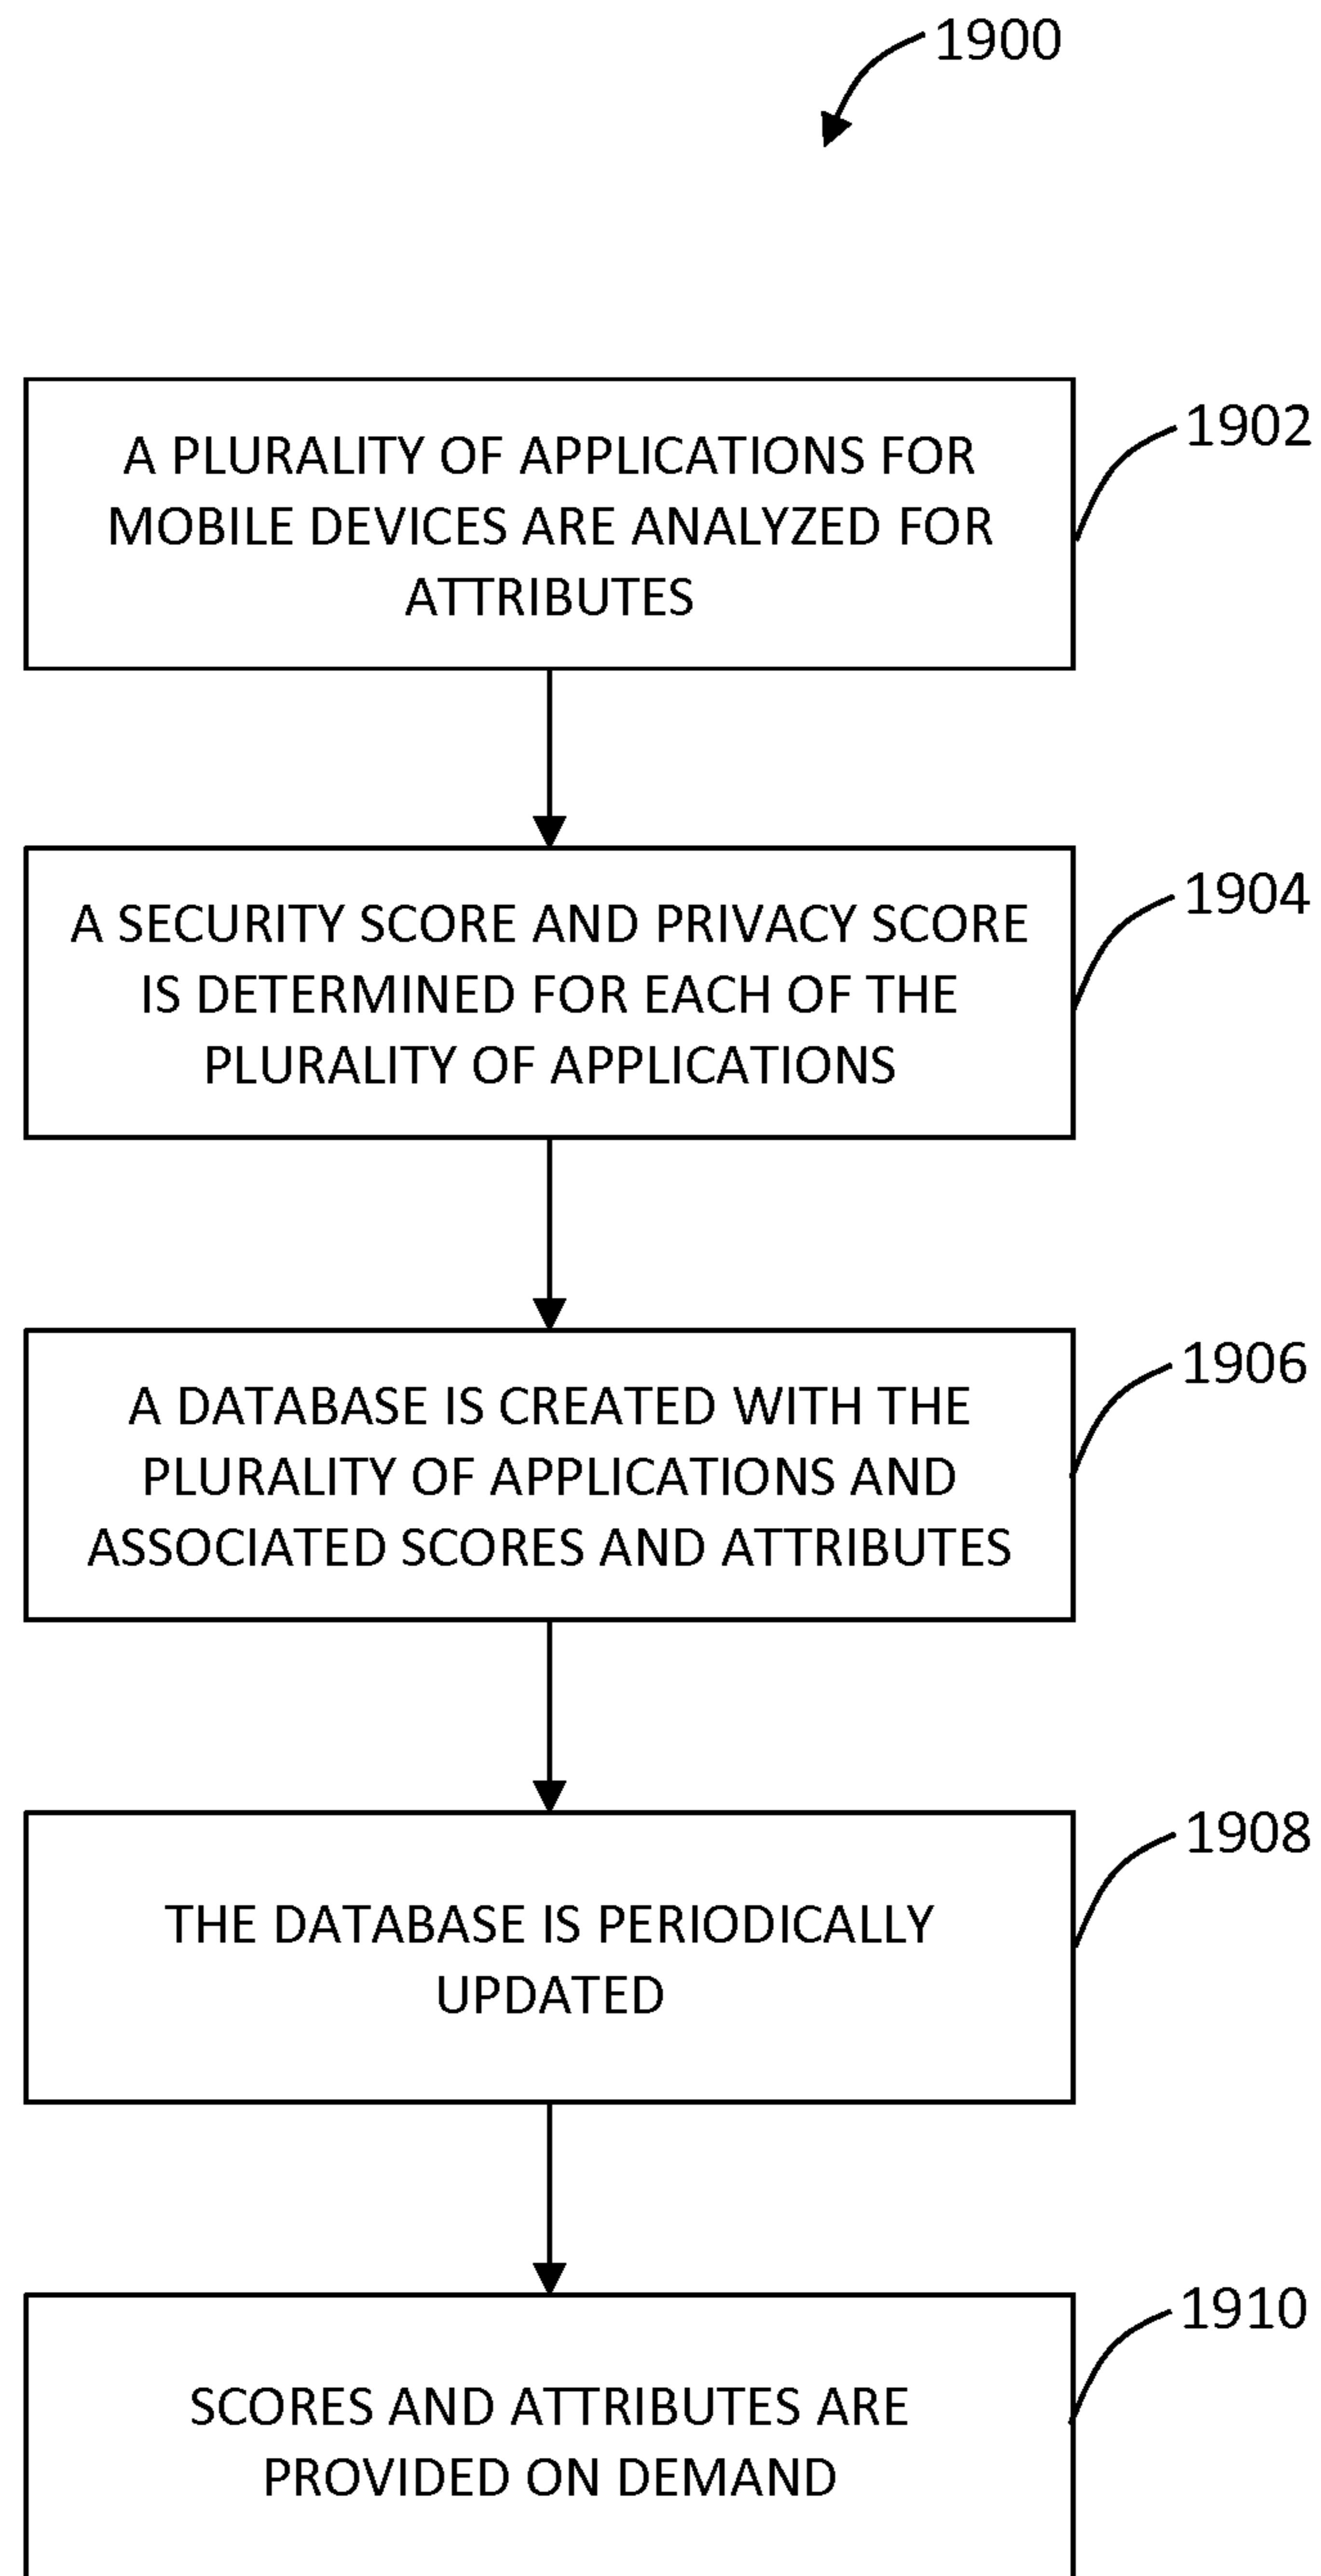 1900
1902
A PLURALITY OF APPLICATIONS FOR
MOBILE DEVICES ARE ANALYZED FOR
ATTRIBUTES
1904
A SECURITY SCORE AND PRIVACY SCORE
IS DETERMINED FOR EACH OF THE
PLURALITY OF APPLICATIONS
1906
A DATABASE IS CREATED WITH THE
PLURALITY OF APPLICATIONS AND
ASSOCIATED SCORES AND ATTRIBUTES
1908
THE DATABASE IS PERIODICALLY
UPDATED
1910
SCORES AND ATTRIBUTES ARE
PROVIDED ON DEMAND